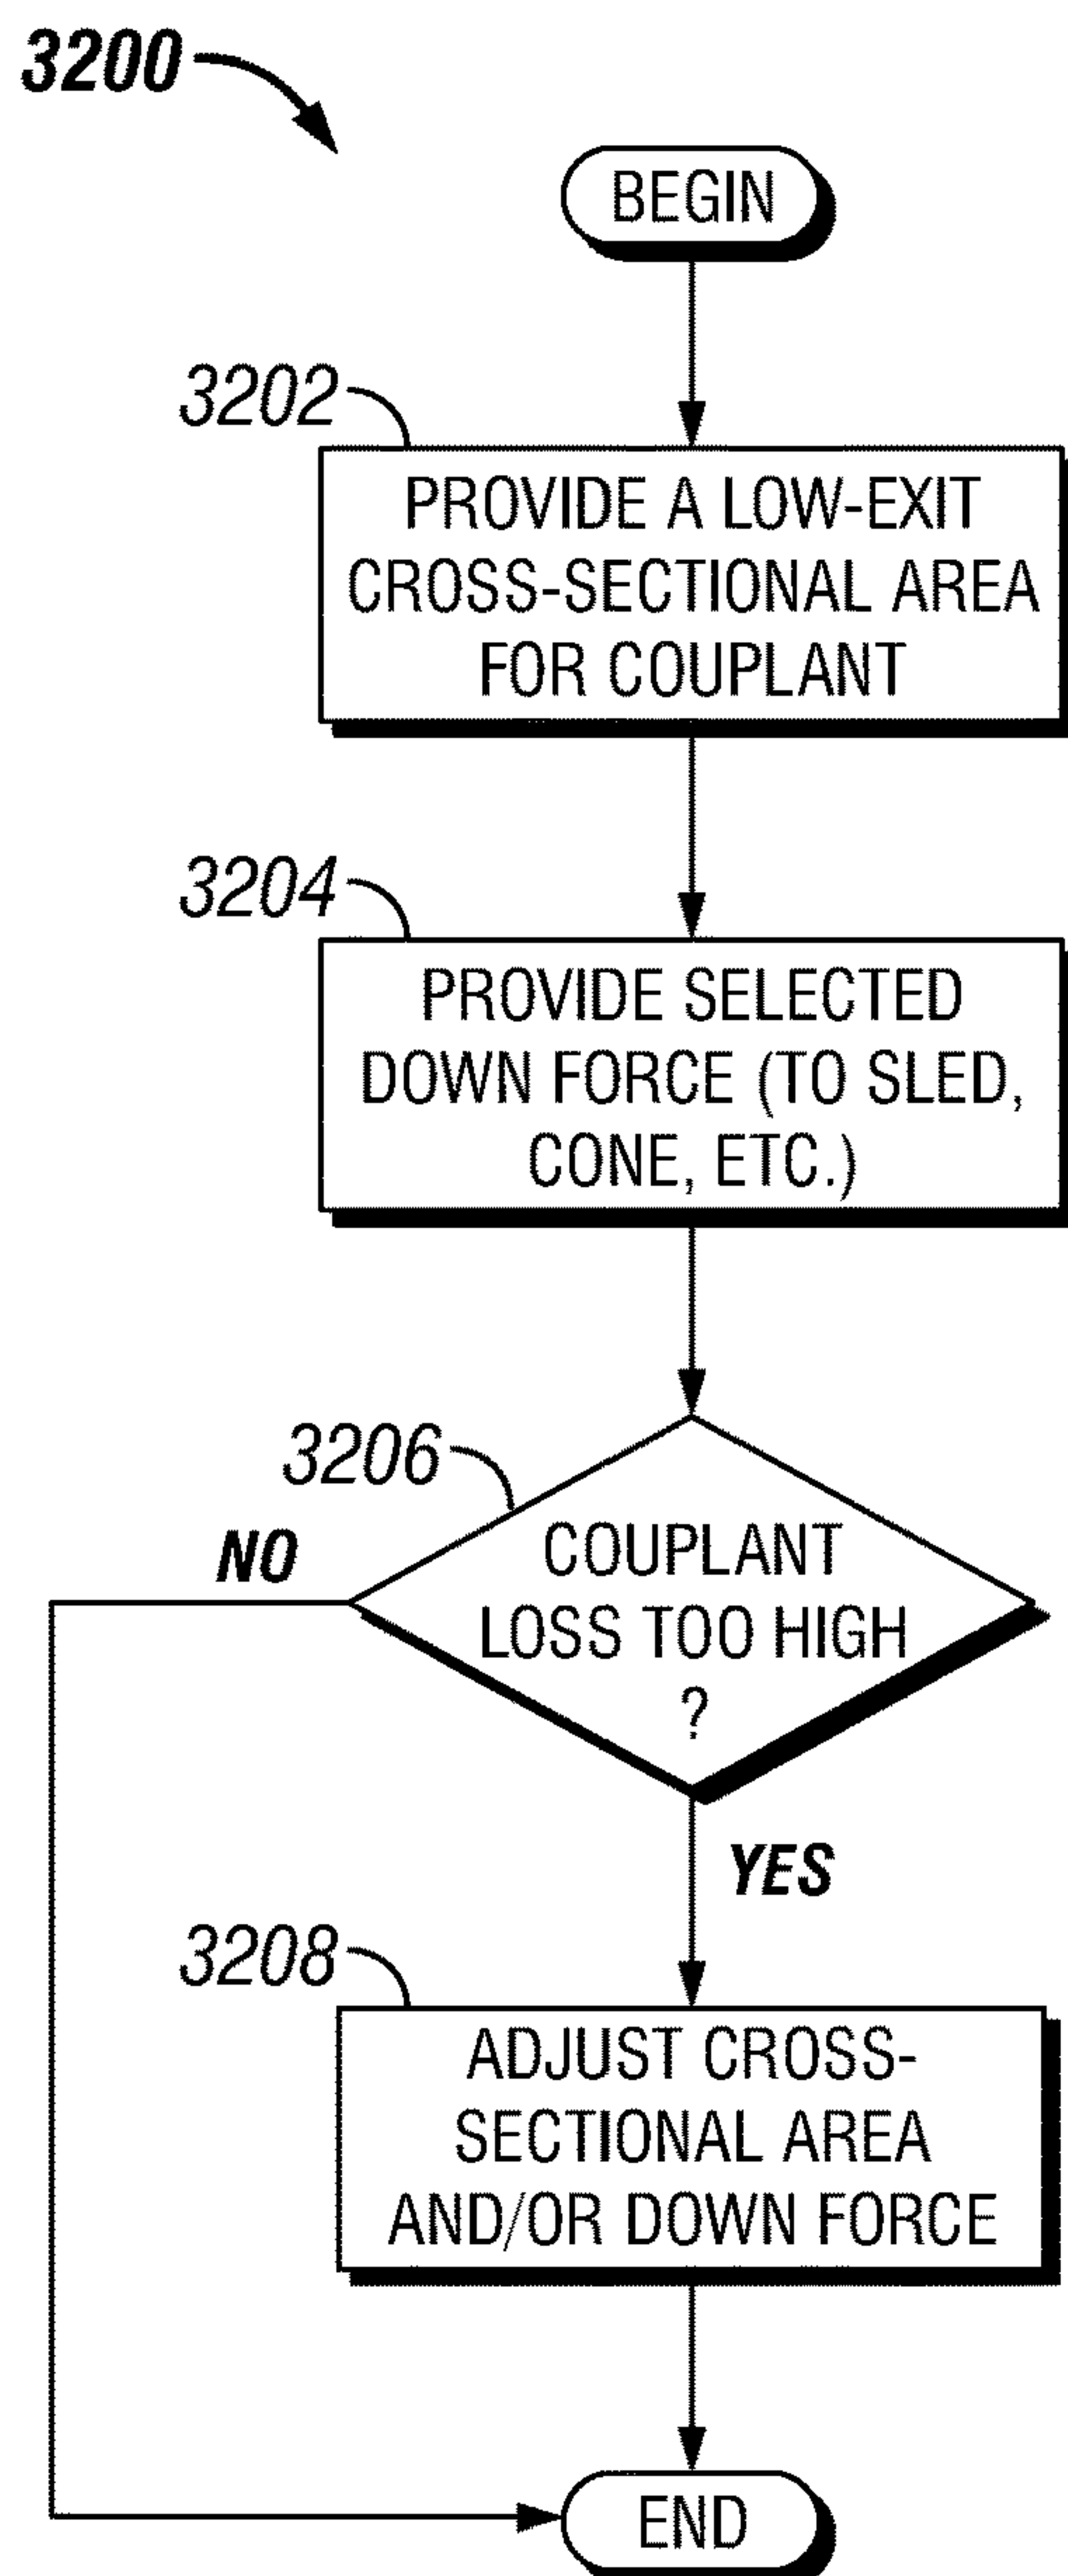 3200
BEGIN
3202
PROVIDE A LOW-EXIT
CROSS-SECTIONAL AREA
FOR COUPLANT
3204
PROVIDE SELECTED
DOWN FORCE (TO SLED,
CONE, ETC.)
3206
NO
COUPLANT
LOSS TOO HIGH
?
YES
3208
ADJUST CROSS-
SECTIONAL AREA
AND/OR DOWN FORCE
END